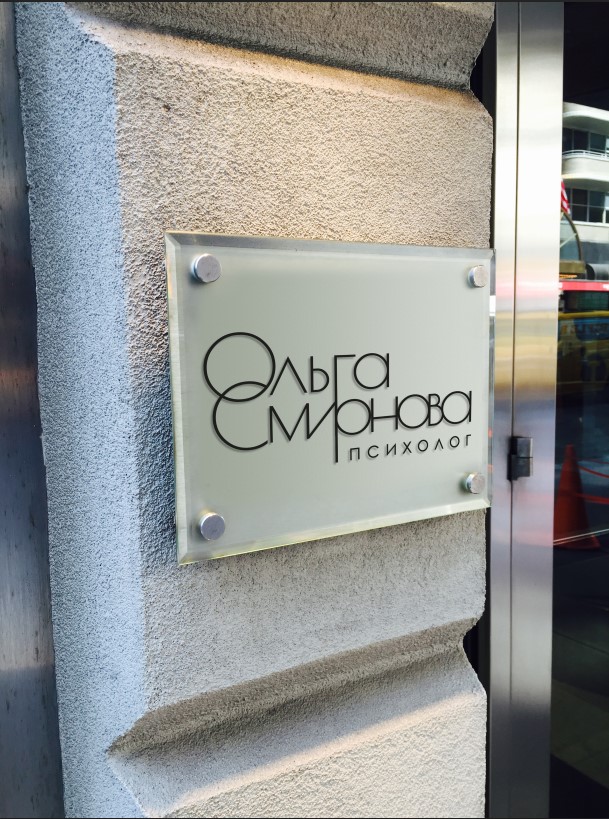 Ольга
Смирнова
психолог